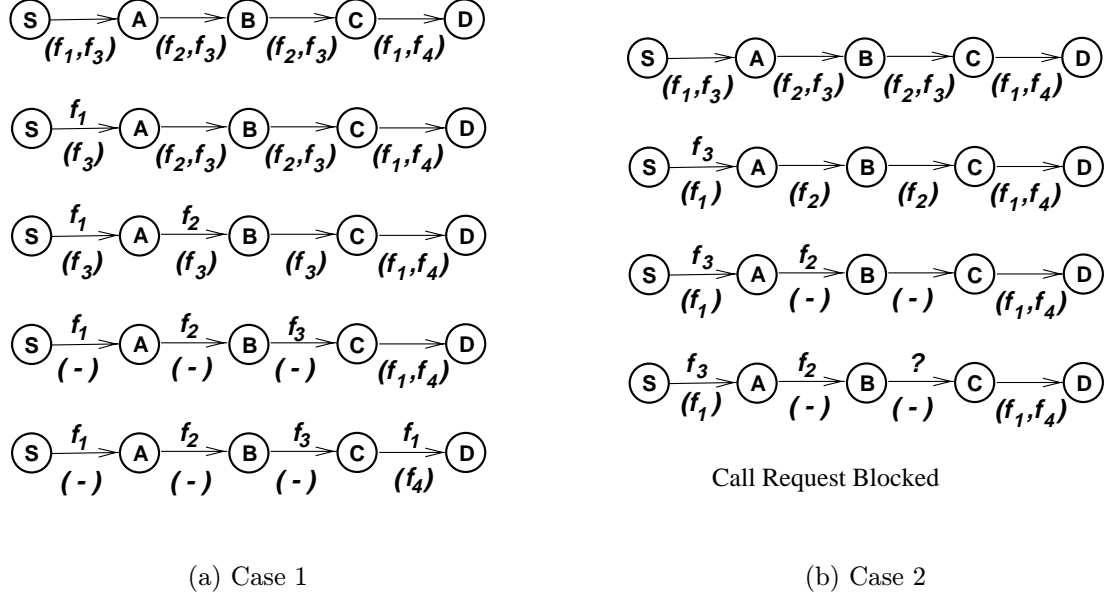 S A B C D
(f1,f3) (f2,f3) (f2,f3) (f1,f4)
f1
S A B C D
(f3) (f2,f3) (f2,f3) (f1,f4)
f1 f2
S A B C D
(f3) (f3) (f3) (f1,f4)
f1 f2 f3
S A B C D
(-) (-) (-) (f1,f4)
f1 f2 f3 f1
S A B C D
(-) (-) (-) (f4)
(a) Case 1
S A B C D
(f1,f3) (f2,f3) (f2,f3) (f1,f4)
f3
S A B C D
(f1) (f2) (f2) (f1,f4)
f3 f2
S A B C D
(f1) (-) (-) (f1,f4)
f3 f2 ?
S A B C D
(f1) (-) (-) (f1,f4)
Call Request Blocked
(b) Case 2